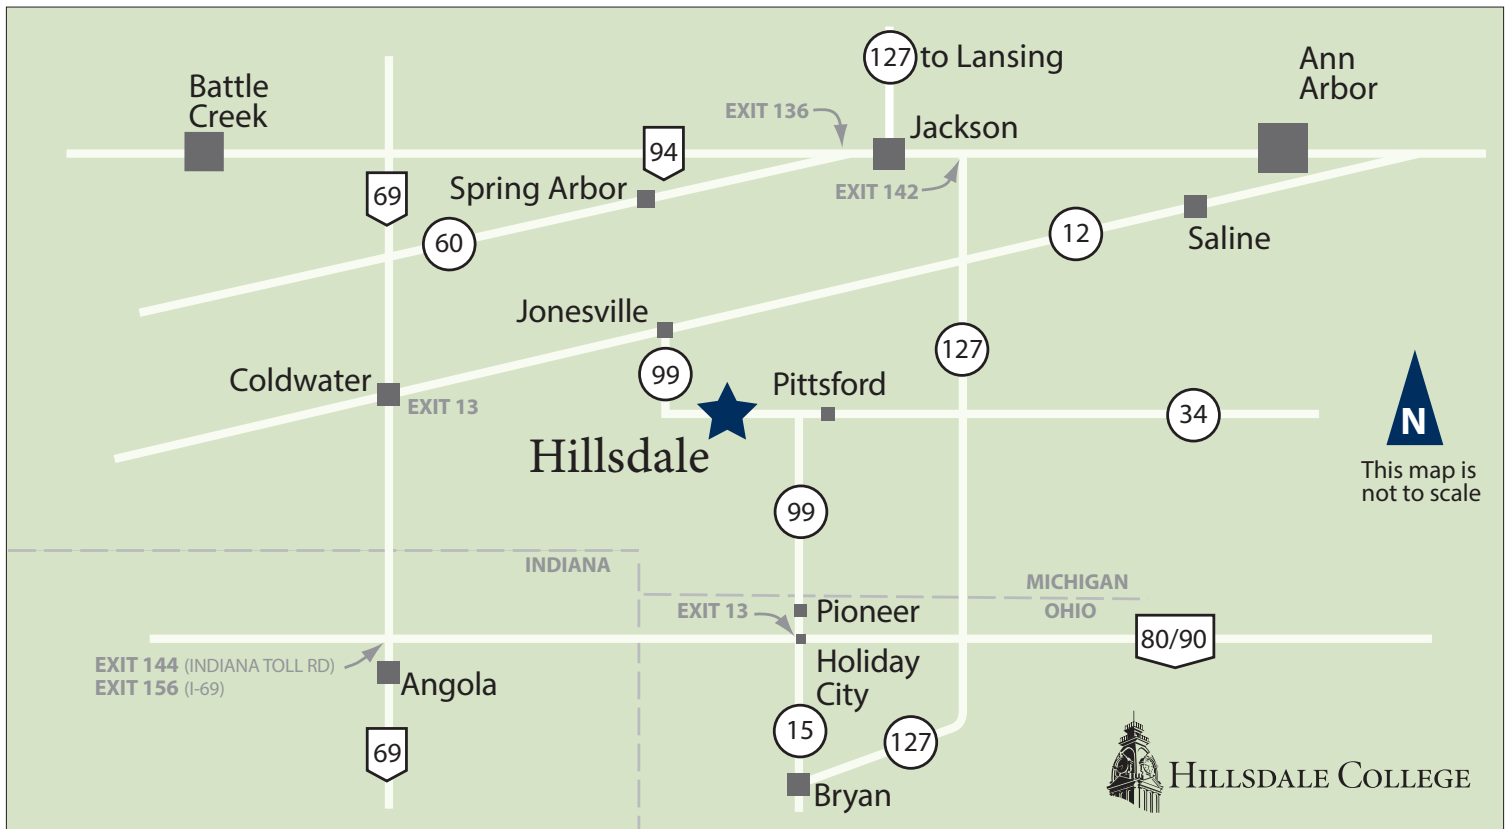 127 to Lansing
Ann
Arbor
Battle
Creek
EXIT 136
Jackson
94
EXIT 142
69
Spring Arbor
60
12
Saline
Jonesville
127
99
Pittsford
Coldwater
EXIT 13
34
N
Hillsdale
This map is
not to scale
99
INDIANA
MICHIGAN
EXIT 13
Pioneer
OHIO
80/90
EXIT 144 (INDIANA TOLL RD)
EXIT 156 (I-69)
Angola
Holiday
City
15
127
69
HILLSDALE COLLEGE
Bryan